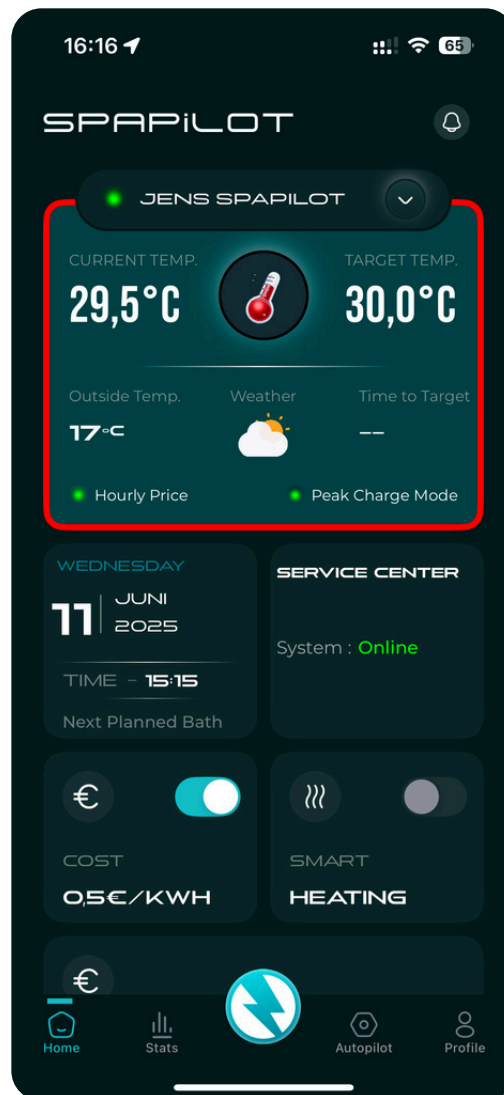 16:16
65
SPAPiLOT
JENS SPAPILOT
CURRENT TEMP.
TARGET TEMP.
29,5°C
30,0°C
Outside Temp.
Weather
Time to Target
17°C
--
Hourly Price
Peak Charge Mode
WEDNESDAY
11
JUNI
2025
TIME - 15:15
Next Planned Bath
SERVICE CENTER
System : Online
€
COST
0,5€/KWH
SMART
HEATING
€
Home
Stats
Autopilot
Profile